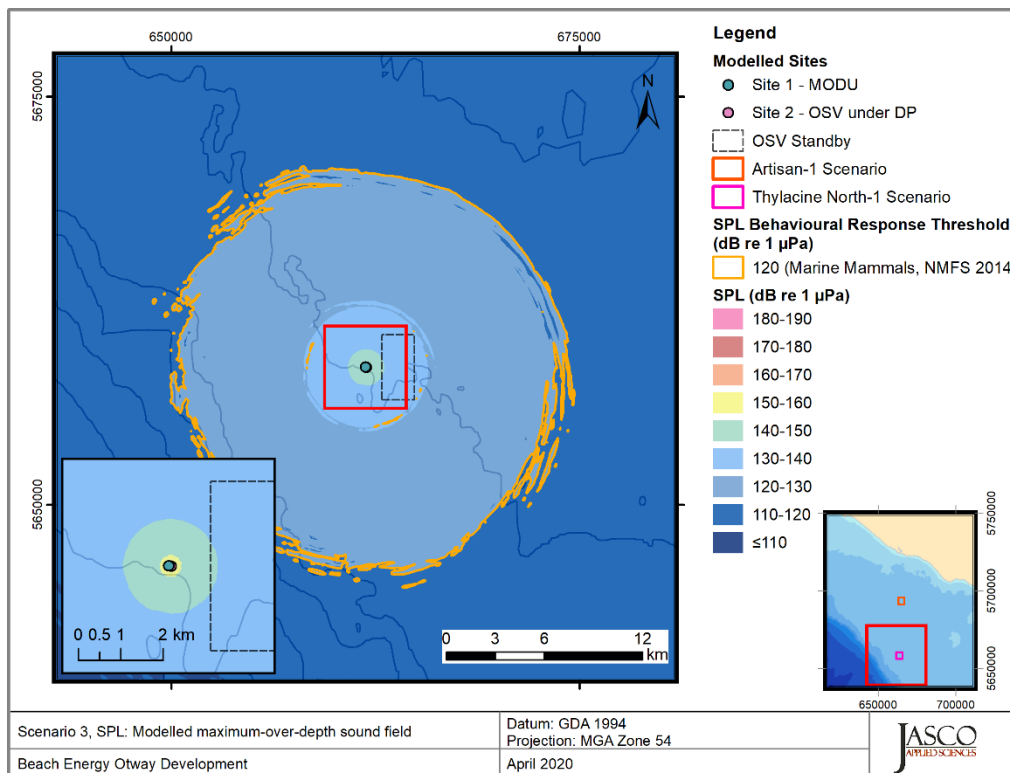 650000
675000
5675000
5650000
N
0 0.5 1 2 km
0 3 6 12
km
Legend
Modelled Sites
Site 1 - MODU
Site 2 - OSV under DP
OSV Standby
Artisan-1 Scenario
Thylacine North-1 Scenario
SPL Behavioural Response Threshold
(dB re 1 µPa)
120 (Marine Mammals, NMFS 2014
SPL (dB re 1 µPa)
180-190
170-180
160-170
150-160
140-150
130-140
120-130
110-120
≤110
5750000
5700000
5650000
650000
700000
Scenario 3, SPL: Modelled maximum-over-depth sound field
Datum: GDA 1994
Projection: MGA Zone 54
Beach Energy Otway Development
April 2020
JASCO
APPLIED SCIENCES